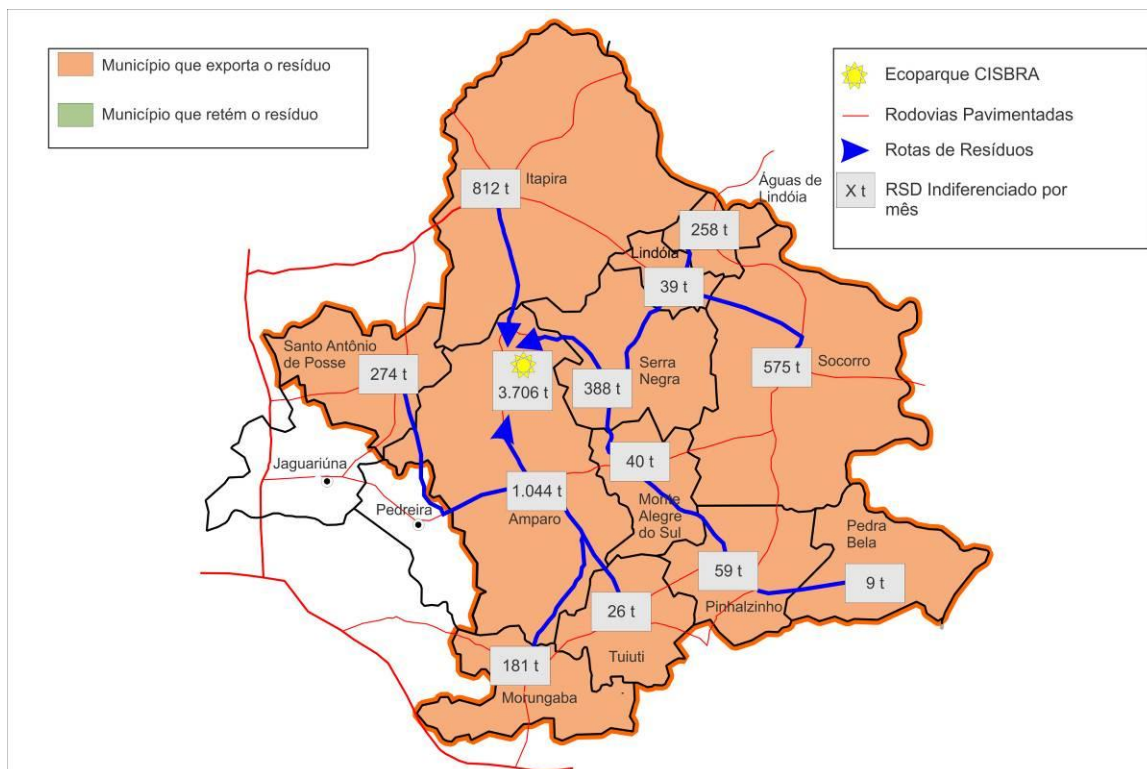 Município que exporta o resíduo
Município que retém o resíduo
Ecoparque CISBRA
Rodovias Pavimentadas
Rotas de Resíduos
X t
RSD Indiferenciado por
mês
Águas de
Lindóia
812 t
Itapira
258 t
Lindóia
39 t
Santo Antônio
de Posse
274 t
3.706 t
388 t
Serra
Negra
575 t
Socorro
Jaguariúna
Pedreira
1.044 t
Amparo
40 t
Monte
Alegre
do Sul
Pedra
Bela
59 t
9 t
Pinhalzinho
26 t
Tuiuti
181 t
Morungaba